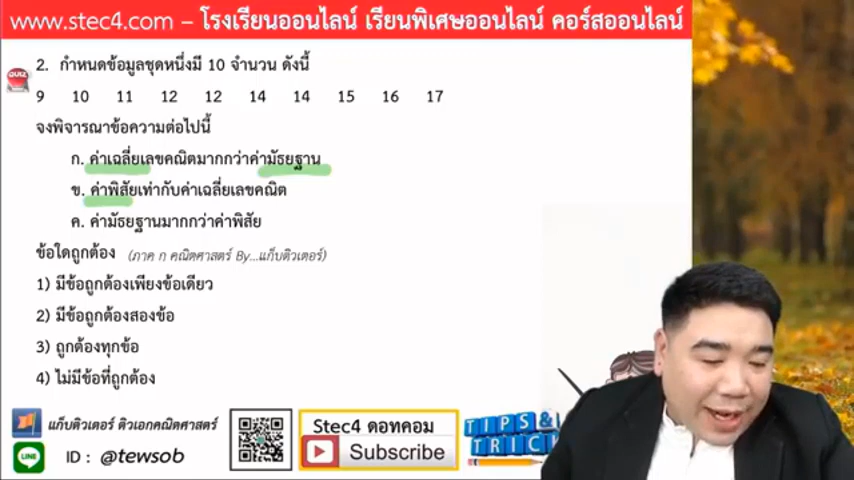 www.stec4.com – โรงเรียนออนไลน์ เรียนพิเศษออนไลน์ คอร์สออนไลน์
QUIZ
2. กำหนดข้อมูลชุดหนึ่งมี 10 จำนวน ดังนี้
9 10 11 12 12 14 14 15 16 17
จงพิจารณาข้อความต่อไปนี้
ก. ค่าเฉลี่ยเลขคณิตมากกว่าค่ามัธยฐาน
ข. ค่าพิสัยเท่ากับค่าเฉลี่ยเลขคณิต
ค. ค่ามัธยฐานมากกว่าค่าพิสัย
ข้อใดถูกต้อง (ภาค ก คณิตศาสตร์ By...แก็บติวเตอร์)
1) มีข้อถูกต้องเพียงข้อเดียว
2) มีข้อถูกต้องสองข้อ
3) ถูกต้องทุกข้อ
4) ไม่มีข้อที่ถูกต้อง
แก็บติวเตอร์ ติวเอกคณิตศาสตร์
LINE ID : @tewsob
Stec4 ดอทคอม
Subscribe
TIPS &
TRIC